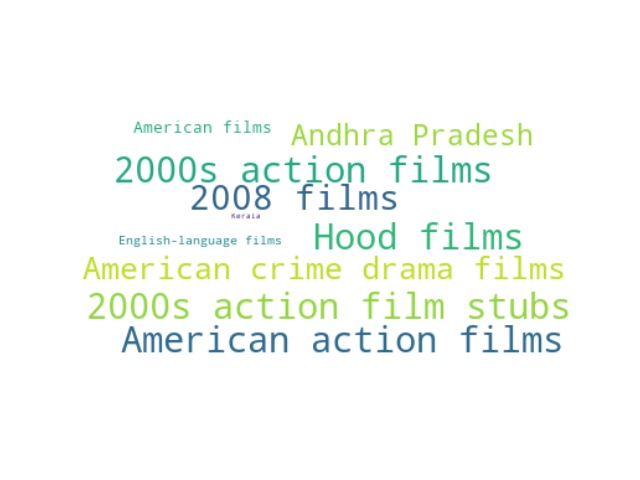 American films
Andhra Pradesh
2000s action films
2008 films
Kerala
Hood films
English-language films
American crime drama films
2000s action film stubs
American action films